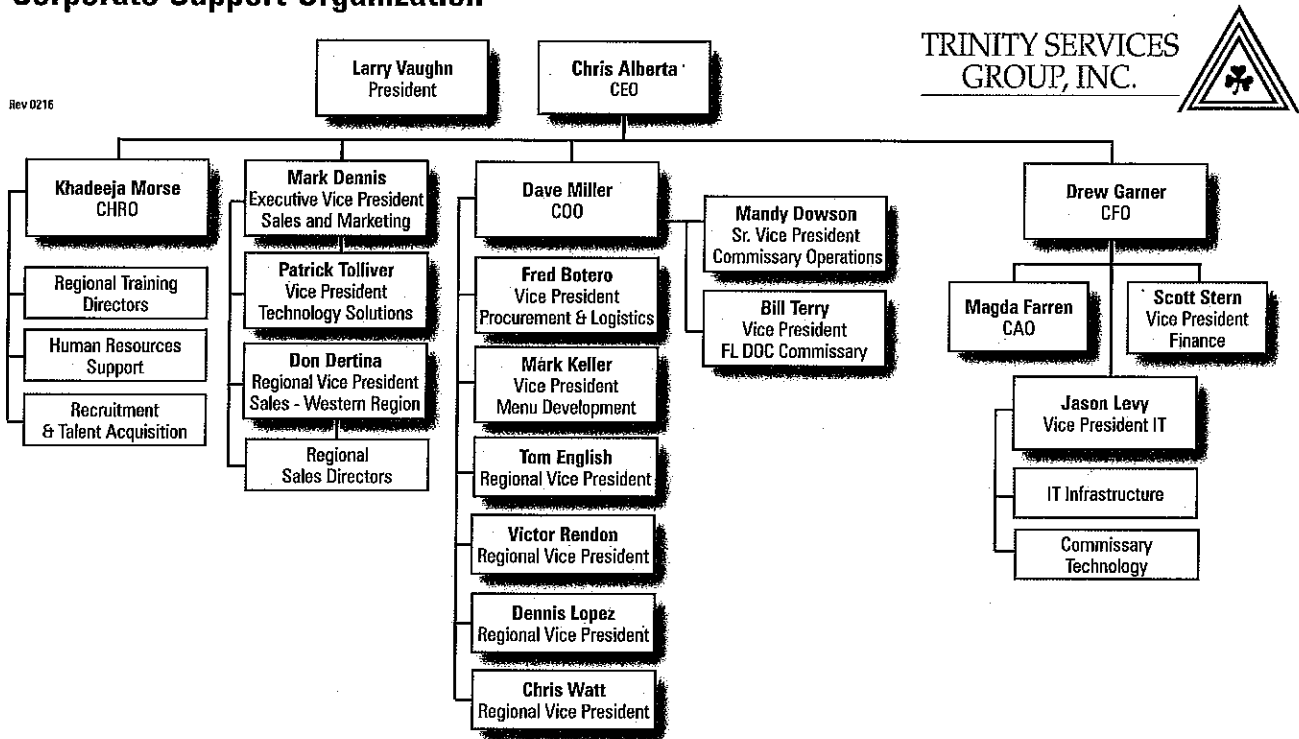 Corporate Support Organization
TRINITY SERVICES
GROUP, INC.
Rev 0216
Larry Vaughn
President
Chris Alberta
CEO
Khadeeja Morse
CHRO
Regional Training
Directors
Human Resources
Support
Recruitment
& Talent Acquisition
Mark Dennis
Executive Vice President
Sales and Marketing
Patrick Tolliver
Vice President
Technology Solutions
Don Dertina
Regional Vice President
Sales - Western Region
Regional
Sales Directors
Dave Miller
COO
Fred Botero
Vice President
Procurement & Logistics
Mark Keller
Vice President
Menu Development
Tom English
Regional Vice President
Victor Rendon
Regional Vice President
Dennis Lopez
Regional Vice President
Chris Watt
Regional Vice President
Mandy Dowson
Sr. Vice President
Commissary Operations
Bill Terry
Vice President
FL DOC Commissary
Drew Garner
CFO
Magda Farren
CAO
Scott Stern
Vice President
Finance
Jason Levy
Vice President IT
IT Infrastructure
Commissary
Technology